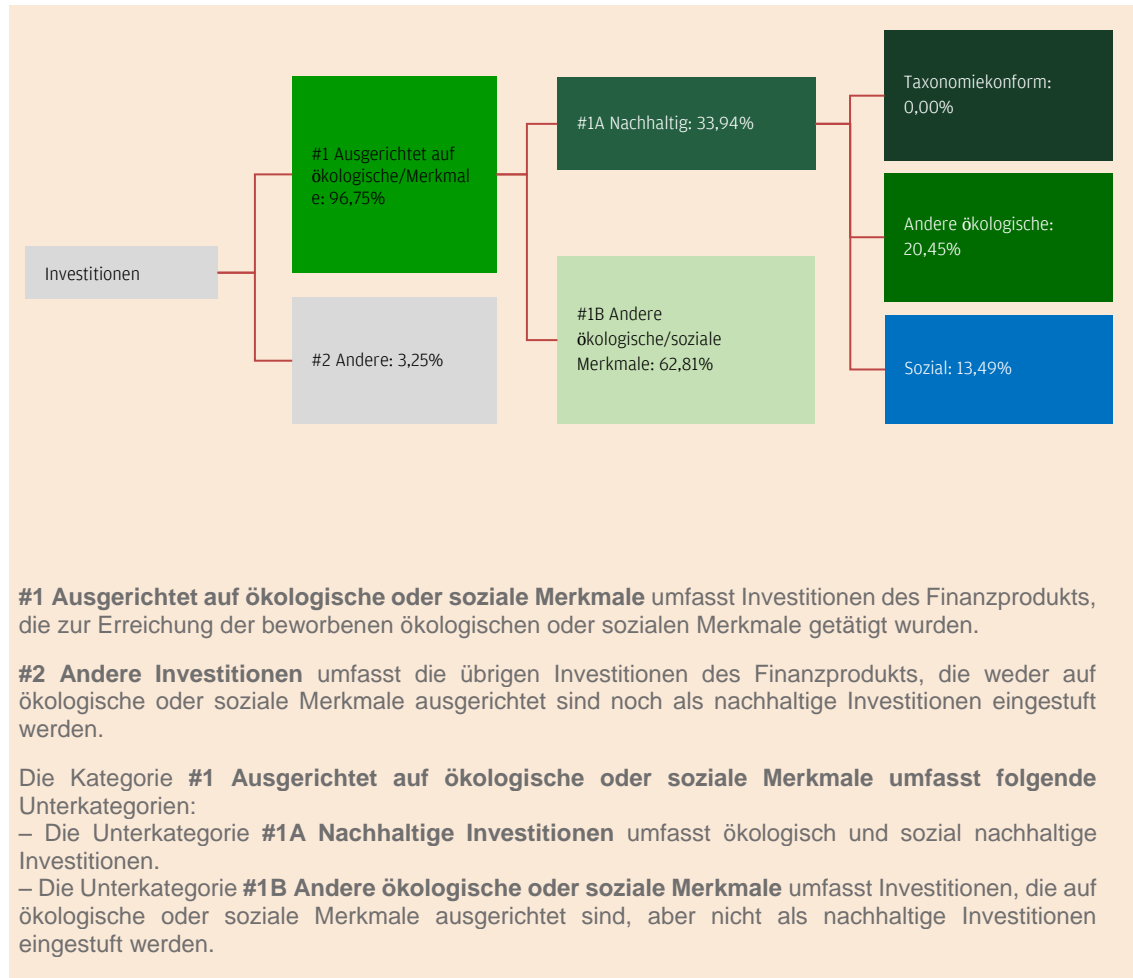 Investitionen
#1 Ausgerichtet auf
ökologische/Merkmal
e: 96,75%
#2 Andere: 3,25%
#1A Nachhaltig: 33,94%
#1B Andere
ökologische/soziale
Merkmale: 62,81%
Taxonomiekonform:
0,00%
Andere ökologische:
20,45%
Sozial: 13,49%
#1 Ausgerichtet auf ökologische oder soziale Merkmale umfasst Investitionen des Finanzprodukts,
die zur Erreichung der beworbenen ökologischen oder sozialen Merkmale getätigt wurden.
#2 Andere Investitionen umfasst die übrigen Investitionen des Finanzprodukts, die weder auf
ökologische oder soziale Merkmale ausgerichtet sind noch als nachhaltige Investitionen eingestuft
werden.
Die Kategorie #1 Ausgerichtet auf ökologische oder soziale Merkmale umfasst folgende
Unterkategorien:
– Die Unterkategorie #1A Nachhaltige Investitionen umfasst ökologisch und sozial nachhaltige
Investitionen.
– Die Unterkategorie #1B Andere ökologische oder soziale Merkmale umfasst Investitionen, die auf
ökologische oder soziale Merkmale ausgerichtet sind, aber nicht als nachhaltige Investitionen
eingestuft werden.